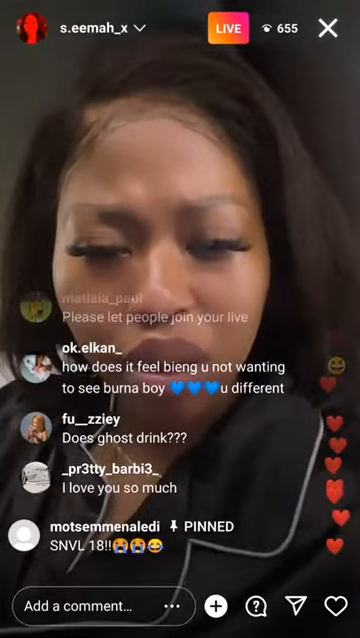 s.eemah_x
LIVE
655
matlala_paul
Please let people join your live
ok.elkan_
how does it feel bieng u not wanting
to see burna boy 💙💙💙u different
fu__zziey
Does ghost drink???
_pr3tty_barbi3_
I love you so much
motsemmenaledi PINNED
SNVL 18!!😭😭😂
Add a comment...